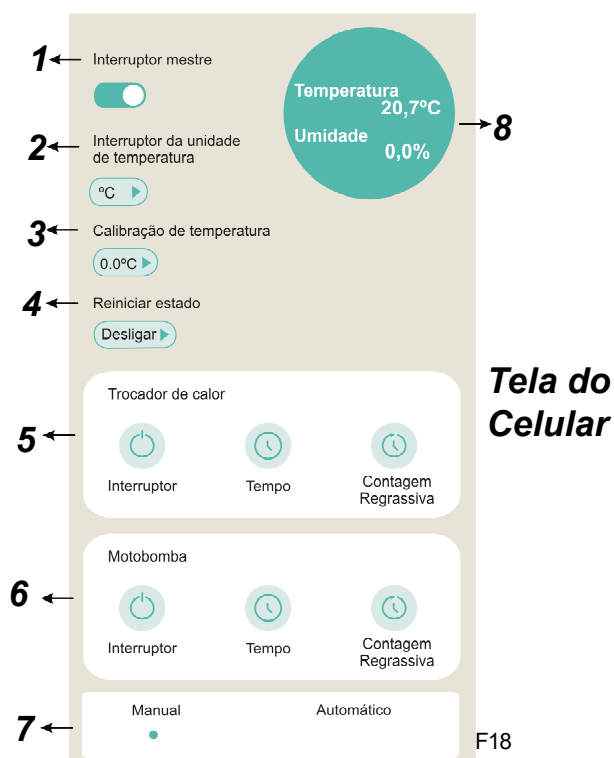 1
Interruptor mestre
2
Interruptor da unidade
de temperatura
ºC
3
Calibração de temperatura
0.0ºC
4
Reiniciar estado
Desligar
Temperatura
20,7ºC
Umidade
0,0%
8
Tela do
Celular
5
Trocador de calor
Interruptor
Tempo
Contagem
Regrassiva
6
Motobomba
Interruptor
Tempo
Contagem
Regrassiva
7
Manual
Automático
F18